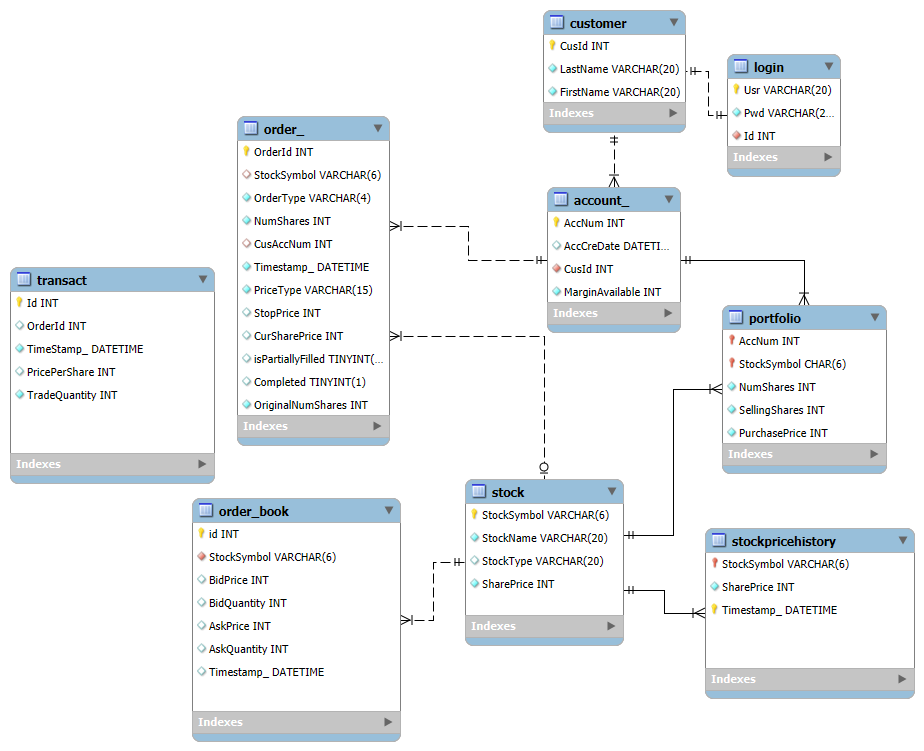 customer
CusId INT
LastName VARCHAR(20)
FirstName VARCHAR(20)
Indexes
login
Usr VARCHAR(20)
Pwd VARCHAR(2...
Id INT
Indexes
order_
OrderId INT
StockSymbol VARCHAR(6)
OrderType VARCHAR(4)
NumShares INT
CusAccNum INT
Timestamp_ DATETIME
PriceType VARCHAR(15)
StopPrice INT
CurSharePrice INT
isPartiallyFilled TINYINT(...
Completed TINYINT(1)
OriginalNumShares INT
Indexes
account_
AccNum INT
AccCreDate DATETI...
CusId INT
MarginAvailable INT
Indexes
transact
Id INT
OrderId INT
TimeStamp_ DATETIME
PricePerShare INT
TradeQuantity INT
Indexes
portfolio
AccNum INT
StockSymbol CHAR(6)
NumShares INT
SellingShares INT
PurchasePrice INT
Indexes
stock
StockSymbol VARCHAR(6)
StockName VARCHAR(20)
StockType VARCHAR(20)
SharePrice INT
Indexes
order_book
id INT
StockSymbol VARCHAR(6)
BidPrice INT
BidQuantity INT
AskPrice INT
AskQuantity INT
Timestamp_ DATETIME
Indexes
stockpricehistory
StockSymbol VARCHAR(6)
SharePrice INT
Timestamp_ DATETIME
Indexes